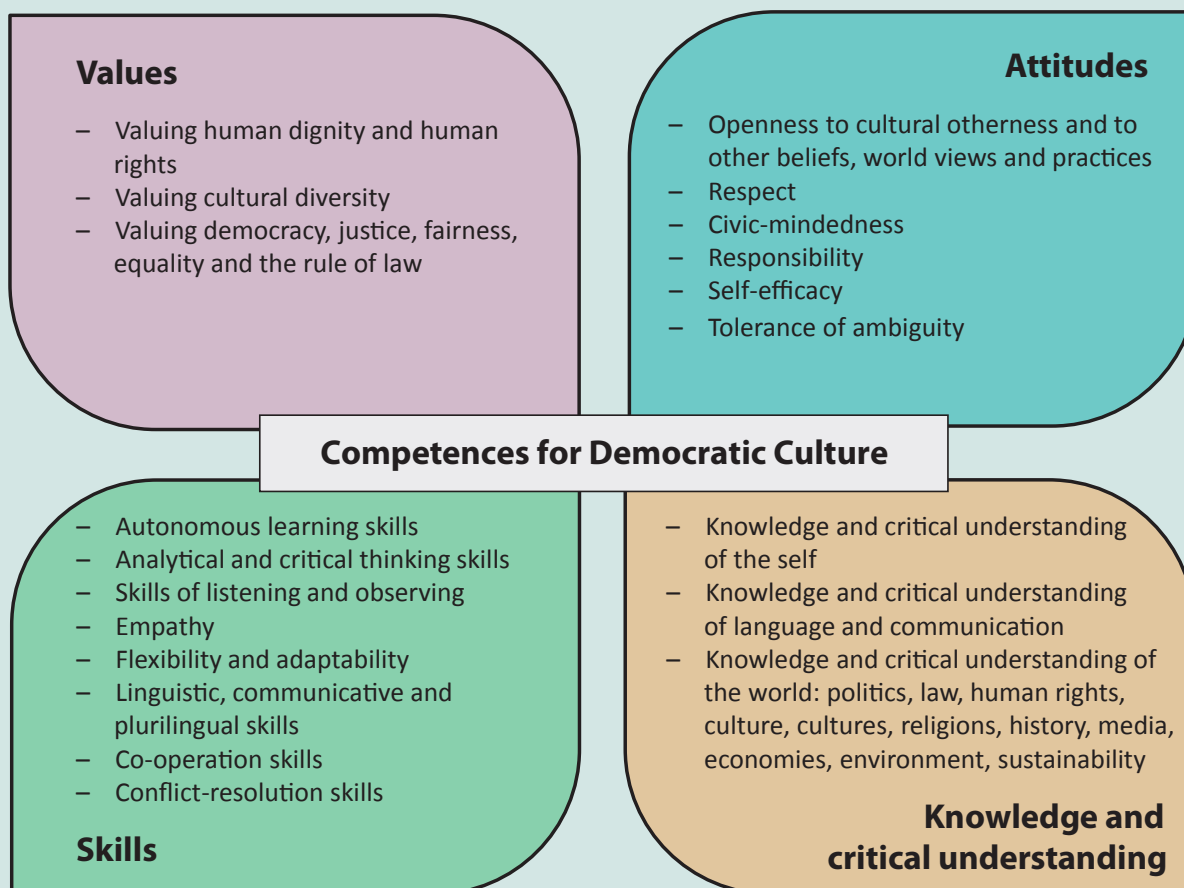 Values
– Valuing human dignity and human
rights
– Valuing cultural diversity
– Valuing democracy, justice, fairness,
equality and the rule of law
Attitudes
– Openness to cultural otherness and to
other beliefs, world views and practices
– Respect
– Civic-mindedness
– Responsibility
– Self-efficacy
– Tolerance of ambiguity
Competences for Democratic Culture
– Autonomous learning skills
– Analytical and critical thinking skills
– Skills of listening and observing
– Empathy
– Flexibility and adaptability
– Linguistic, communicative and
plurilingual skills
– Co-operation skills
– Conflict-resolution skills
Skills
– Knowledge and critical understanding
of the self
– Knowledge and critical understanding
of language and communication
– Knowledge and critical understanding of
the world: politics, law, human rights,
culture, cultures, religions, history, media,
economies, environment, sustainability
Knowledge and
critical understanding